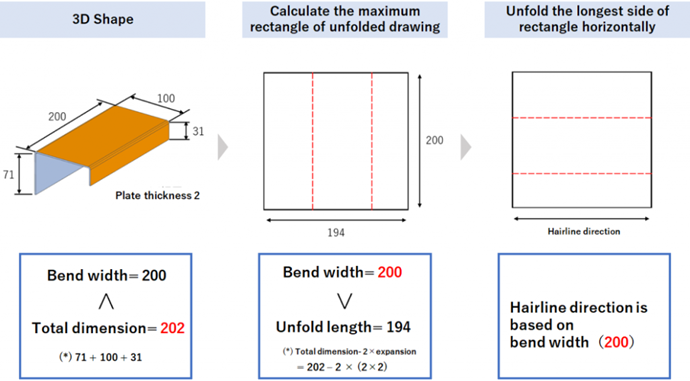 3D Shape
Calculate the maximum
rectangle of unfolded drawing
Unfold the longest side of
rectangle horizontally
200
100
31
71
Plate thickness 2
200
194
Hairline direction
Bend width= 200
∧
Total dimension= 202
(*) 71 + 100 + 31
Bend width= 200
∨
Unfold length= 194
(*) Total dimension- 2 × expansion
= 202 – 2 × (2×2)
Hairline direction is
based on
bend width（200）